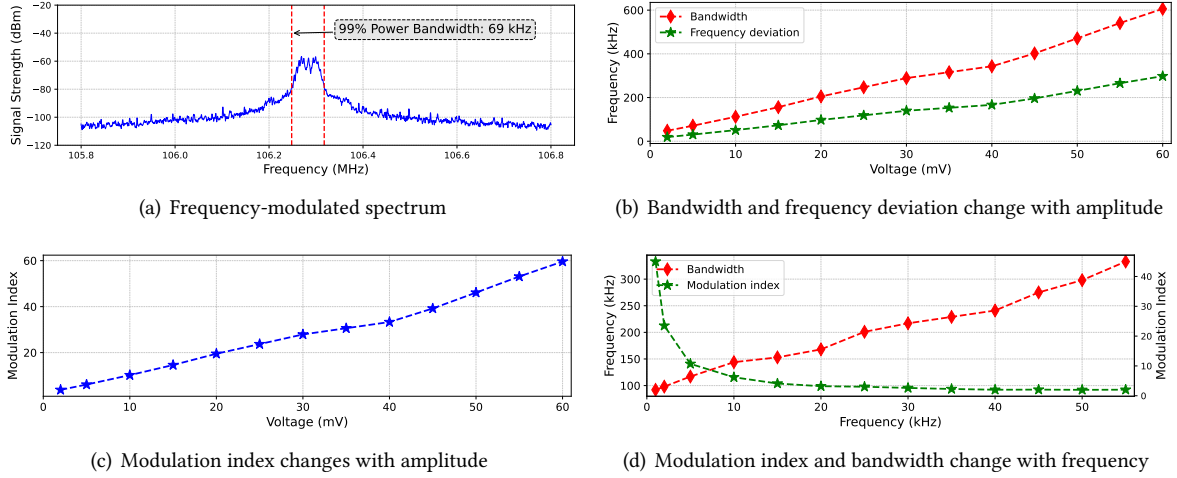 −20
−40
−60
−80
−100
−120
Signal Strength (dBm)
99% Power Bandwidth: 69 kHz
105.8 106.0 106.2 106.4 106.6 106.8
Frequency (MHz)
(a) Frequency-modulated spectrum
600
400
200
0
Frequency (kHz)
Bandwidth
Frequency deviation
0 10 20 30 40 50 60
Voltage (mV)
(b) Bandwidth and frequency deviation change with amplitude
60
40
20
Modulation Index
0 10 20 30 40 50 60
Voltage (mV)
(c) Modulation index changes with amplitude
300
250
200
150
100
Frequency (kHz)
Bandwidth
Modulation index
40
30
20
10
0
Modulation Index
0 10 20 30 40 50
Frequency (kHz)
(d) Modulation index and bandwidth change with frequency